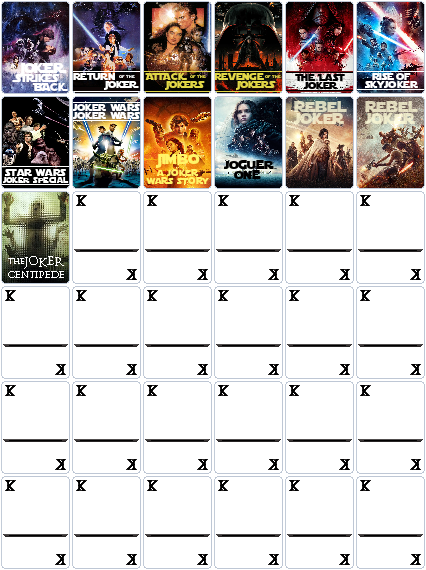 JOKER
STRIKES
BACK
RETURN OF THE
JOKER
ATTACK OF THE
JOKERS
REVENGE OF THE
JOKERS
THE LAST
JOKER
RISE OF
SKYJOKER
STAR WARS
JOKER SPECIAL
JOKER WARS
JOKER WARS
JIMBO
A JOKER
WARS STORY
JOGUER
ONE
REBEL
JOKER
REBEL
JOKER
THE JOKER
CENTIPEDE
K K K K K
K K K K K
K K K K K K
K K K K K K
K K K K K K
K K K K K K
K K K K K K
K K K K K K